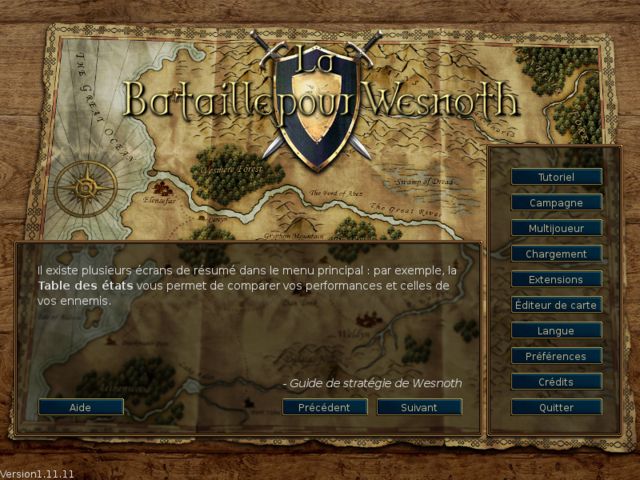 La
Bataille pour Wesnoth
THE GREAT OCEAN
Wesmere Forest
Elensefar
The Ford of Abez
Swamp of Dread
The Great River
Gryphon Mountain
Tutoriel
Campagne
Multijoueur
Chargement
Extensions
Éditeur de carte
Langue
Préférences
Crédits
Quitter
Il existe plusieurs écrans de résumé dans le menu principal : par exemple, la
Table des états vous permet de comparer vos performances et celles de
vos ennemis.
Weldyn
- Guide de stratégie de Wesnoth
Aide
Précédent
Suivant
Version1.11.11